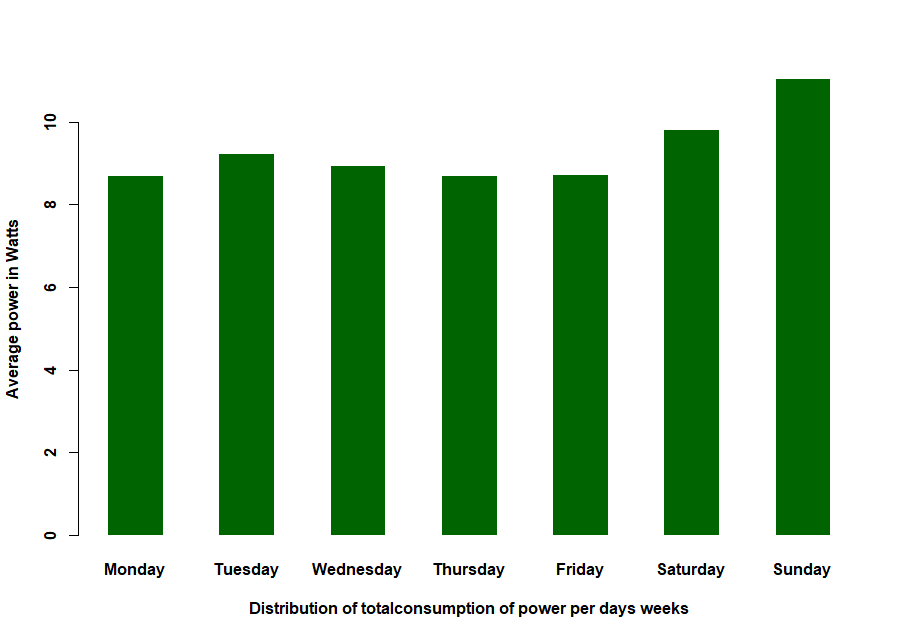 10
8
6
4
2
0
Average power in Watts
Monday Tuesday Wednesday Thursday Friday Saturday Sunday
Distribution of totalconsumption of power per days weeks